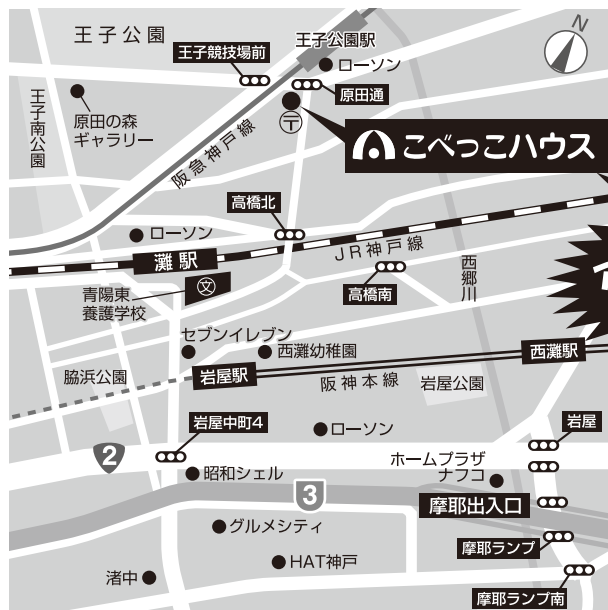 王子公園
王子公園駅
N
王子競技場前
ローソン
原田通
王子南公園
原田の森
ギャラリー
〒
阪急神戸線
こべっこハウス
高橋北
ローソン
灘駅
JR神戸線
文
高橋南
西郷川
青陽東
養護学校
セブンイレブン
西灘幼稚園
西灘駅
脇浜公園
岩屋駅
阪神本線
岩屋公園
岩屋中町4
ローソン
岩屋
2
昭和シェル
ホームプラザ
ナフコ
3
摩耶出入口
グルメシティ
摩耶ランプ
HAT神戸
渚中
摩耶ランプ南